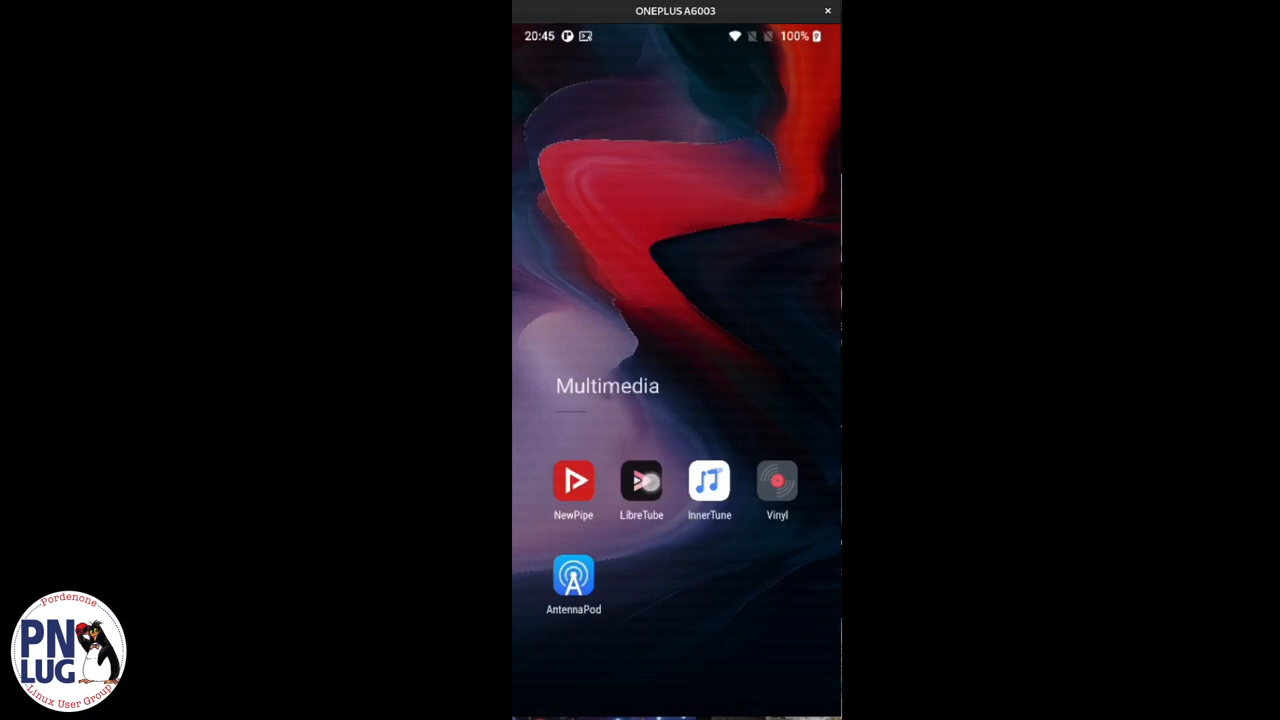 ONEPLUS A6003
20:45
100%
Multimedia
NewPipe
LibreTube
InnerTune
Vinyl
AntennaPod
Pordenone
PN
LUG
Linux User Group